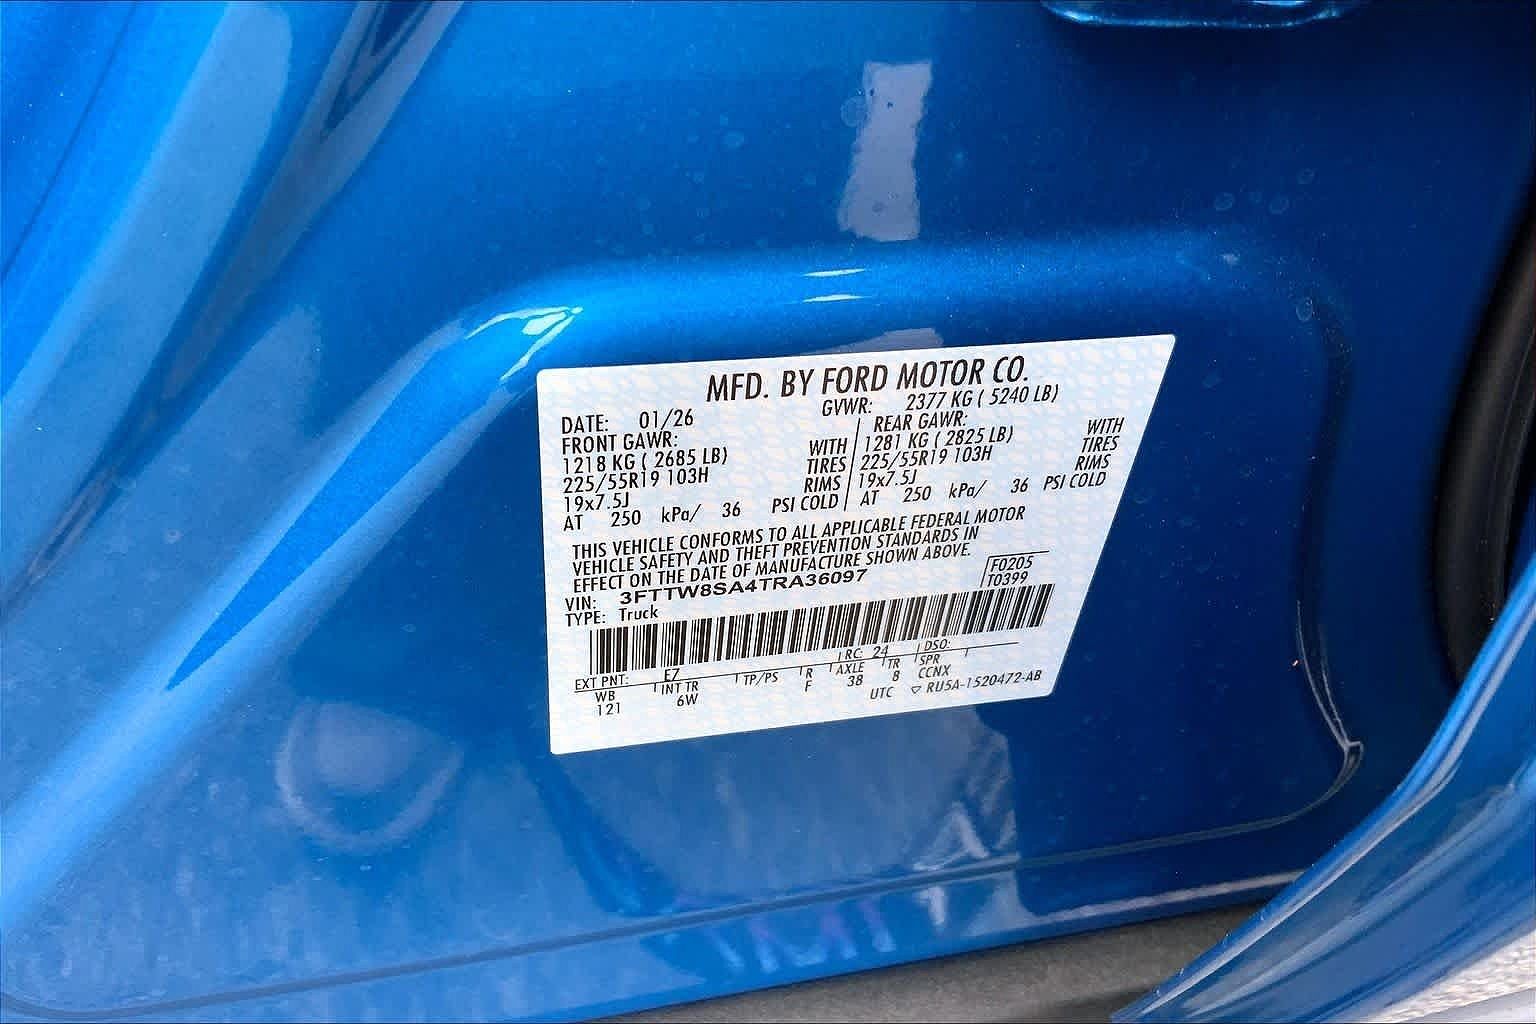 MFD. BY FORD MOTOR CO.
DATE: 01/26 GVWR: 2377 KG ( 5240 LB)
FRONT GAWR: REAR GAWR:
1218 KG ( 2685 LB) WITH 1281 KG ( 2825 LB) WITH
225/55R19 103H TIRES 225/55R19 103H TIRES
19x7.5J RIMS 19x7.5J RIMS
AT 250 kPa/ 36 PSI COLD AT 250 kPa/ 36 PSI COLD
THIS VEHICLE CONFORMS TO ALL APPLICABLE FEDERAL MOTOR
VEHICLE SAFETY AND THEFT PREVENTION STANDARDS IN
EFFECT ON THE DATE OF MANUFACTURE SHOWN ABOVE.
VIN: 3FTTW8SA4TRA36097 F0205
TYPE: Truck T0399
EXT PNT: E7 RC: 24 DSO:
WB INT TR TP/PS R AXLE TR SPR
121 6W F 38 8 CCNX
UTC ▽ RU5A-1520472-AB